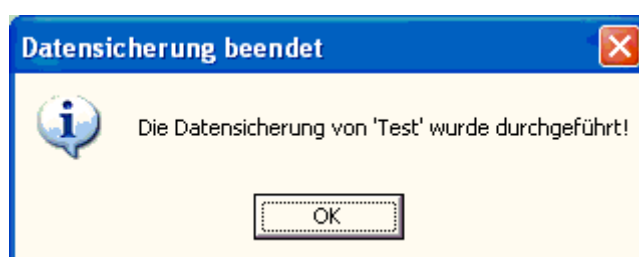 Datensicherung beendet
Die Datensicherung von 'Test' wurde durchgeführt!
OK